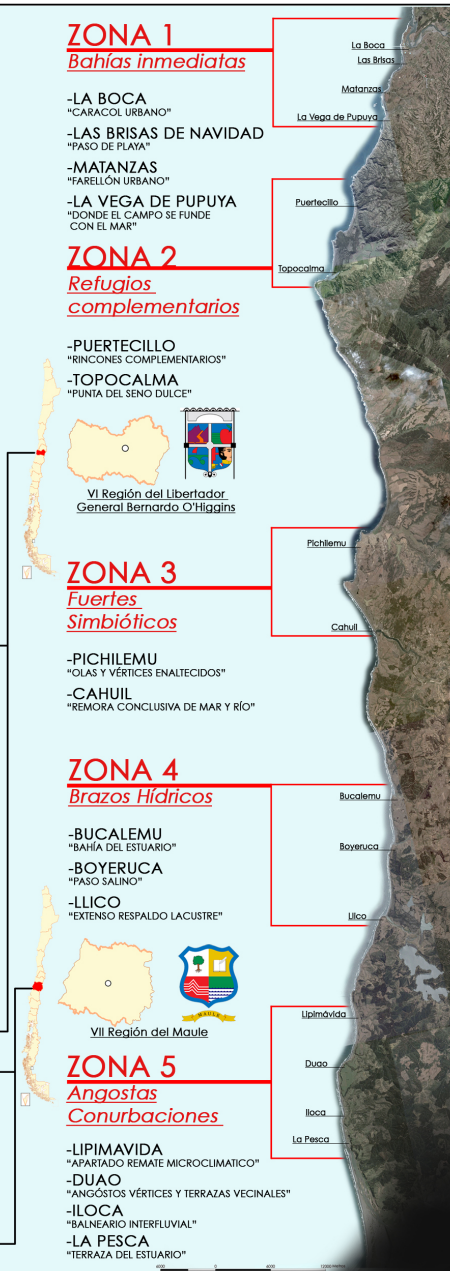 ZONA 1
Bahías inmediatas
-LA BOCA
"CARACOL URBANO"
-LAS BRISAS DE NAVIDAD
"PASO DE PLAYA"
-MATANZAS
"FARELLÓN URBANO"
-LA VEGA DE PUPUYA
"DONDE EL CAMPO SE FUNDE
CON EL MAR"
La Boca
Las Brisas
Matanzas
La Vega de Pupuya
ZONA 2
Refugios
complementarios
-PUERTECILLO
"RINCONES COMPLEMENTARIOS"
-TOPOCALMA
"PUNTA DEL SENO DULCE"
Puertecillo
Topocalma
VI Región del Libertador
General Bernardo O'Higgins
ZONA 3
Fuertes
Simbióticos
-PICHILEMU
"OLAS Y VÉRTICES ENALTECIDOS"
-CAHUIL
"REMORA CONCLUSIVA DE MAR Y RÍO"
Pichilemu
Cahuil
ZONA 4
Brazos Hídricos
-BUCALEMU
"BAHÍA DEL ESTUARIO"
-BOYERUCA
"PASO SALINO"
-LLICO
"EXTENSO RESPALDO LACUSTRE"
Bucalemu
Boyeruca
Llico
MAULE
VII Región del Maule
ZONA 5
Angostas
Conurbaciones
-LIPIMAVIDA
"APARTADO REMATE MICROCLIMATICO"
-DUAO
"ANGÓSTOS VÉRTICES Y TERRAZAS VECINALES"
-ILOCA
"BALNEARIO INTERFLUVIAL"
-LA PESCA
"TERRAZA DEL ESTUARIO"
Lipimávida
Duao
Iloca
La Pesca